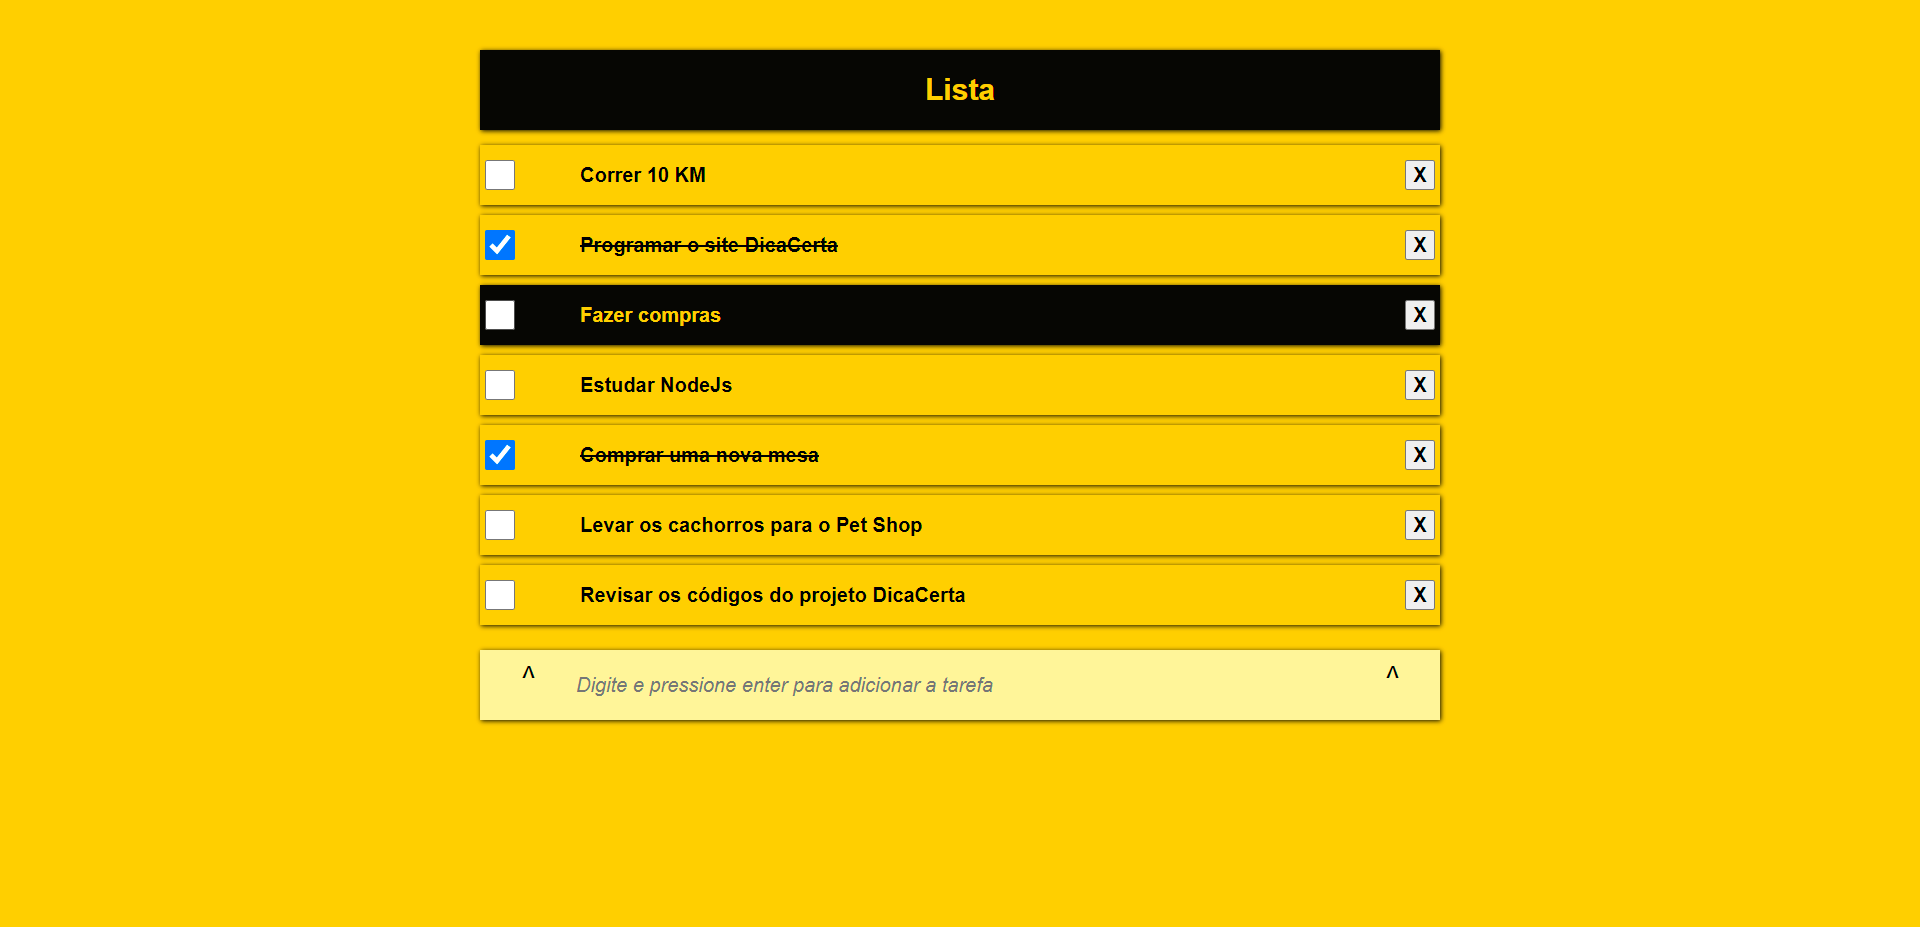 Lista
Correr 10 KM X
Programar o site DicaCerta X
Fazer compras X
Estudar NodeJs X
Comprar uma nova mesa X
Levar os cachorros para o Pet Shop X
Revisar os códigos do projeto DicaCerta X
^ Digite e pressione enter para adicionar a tarefa ^